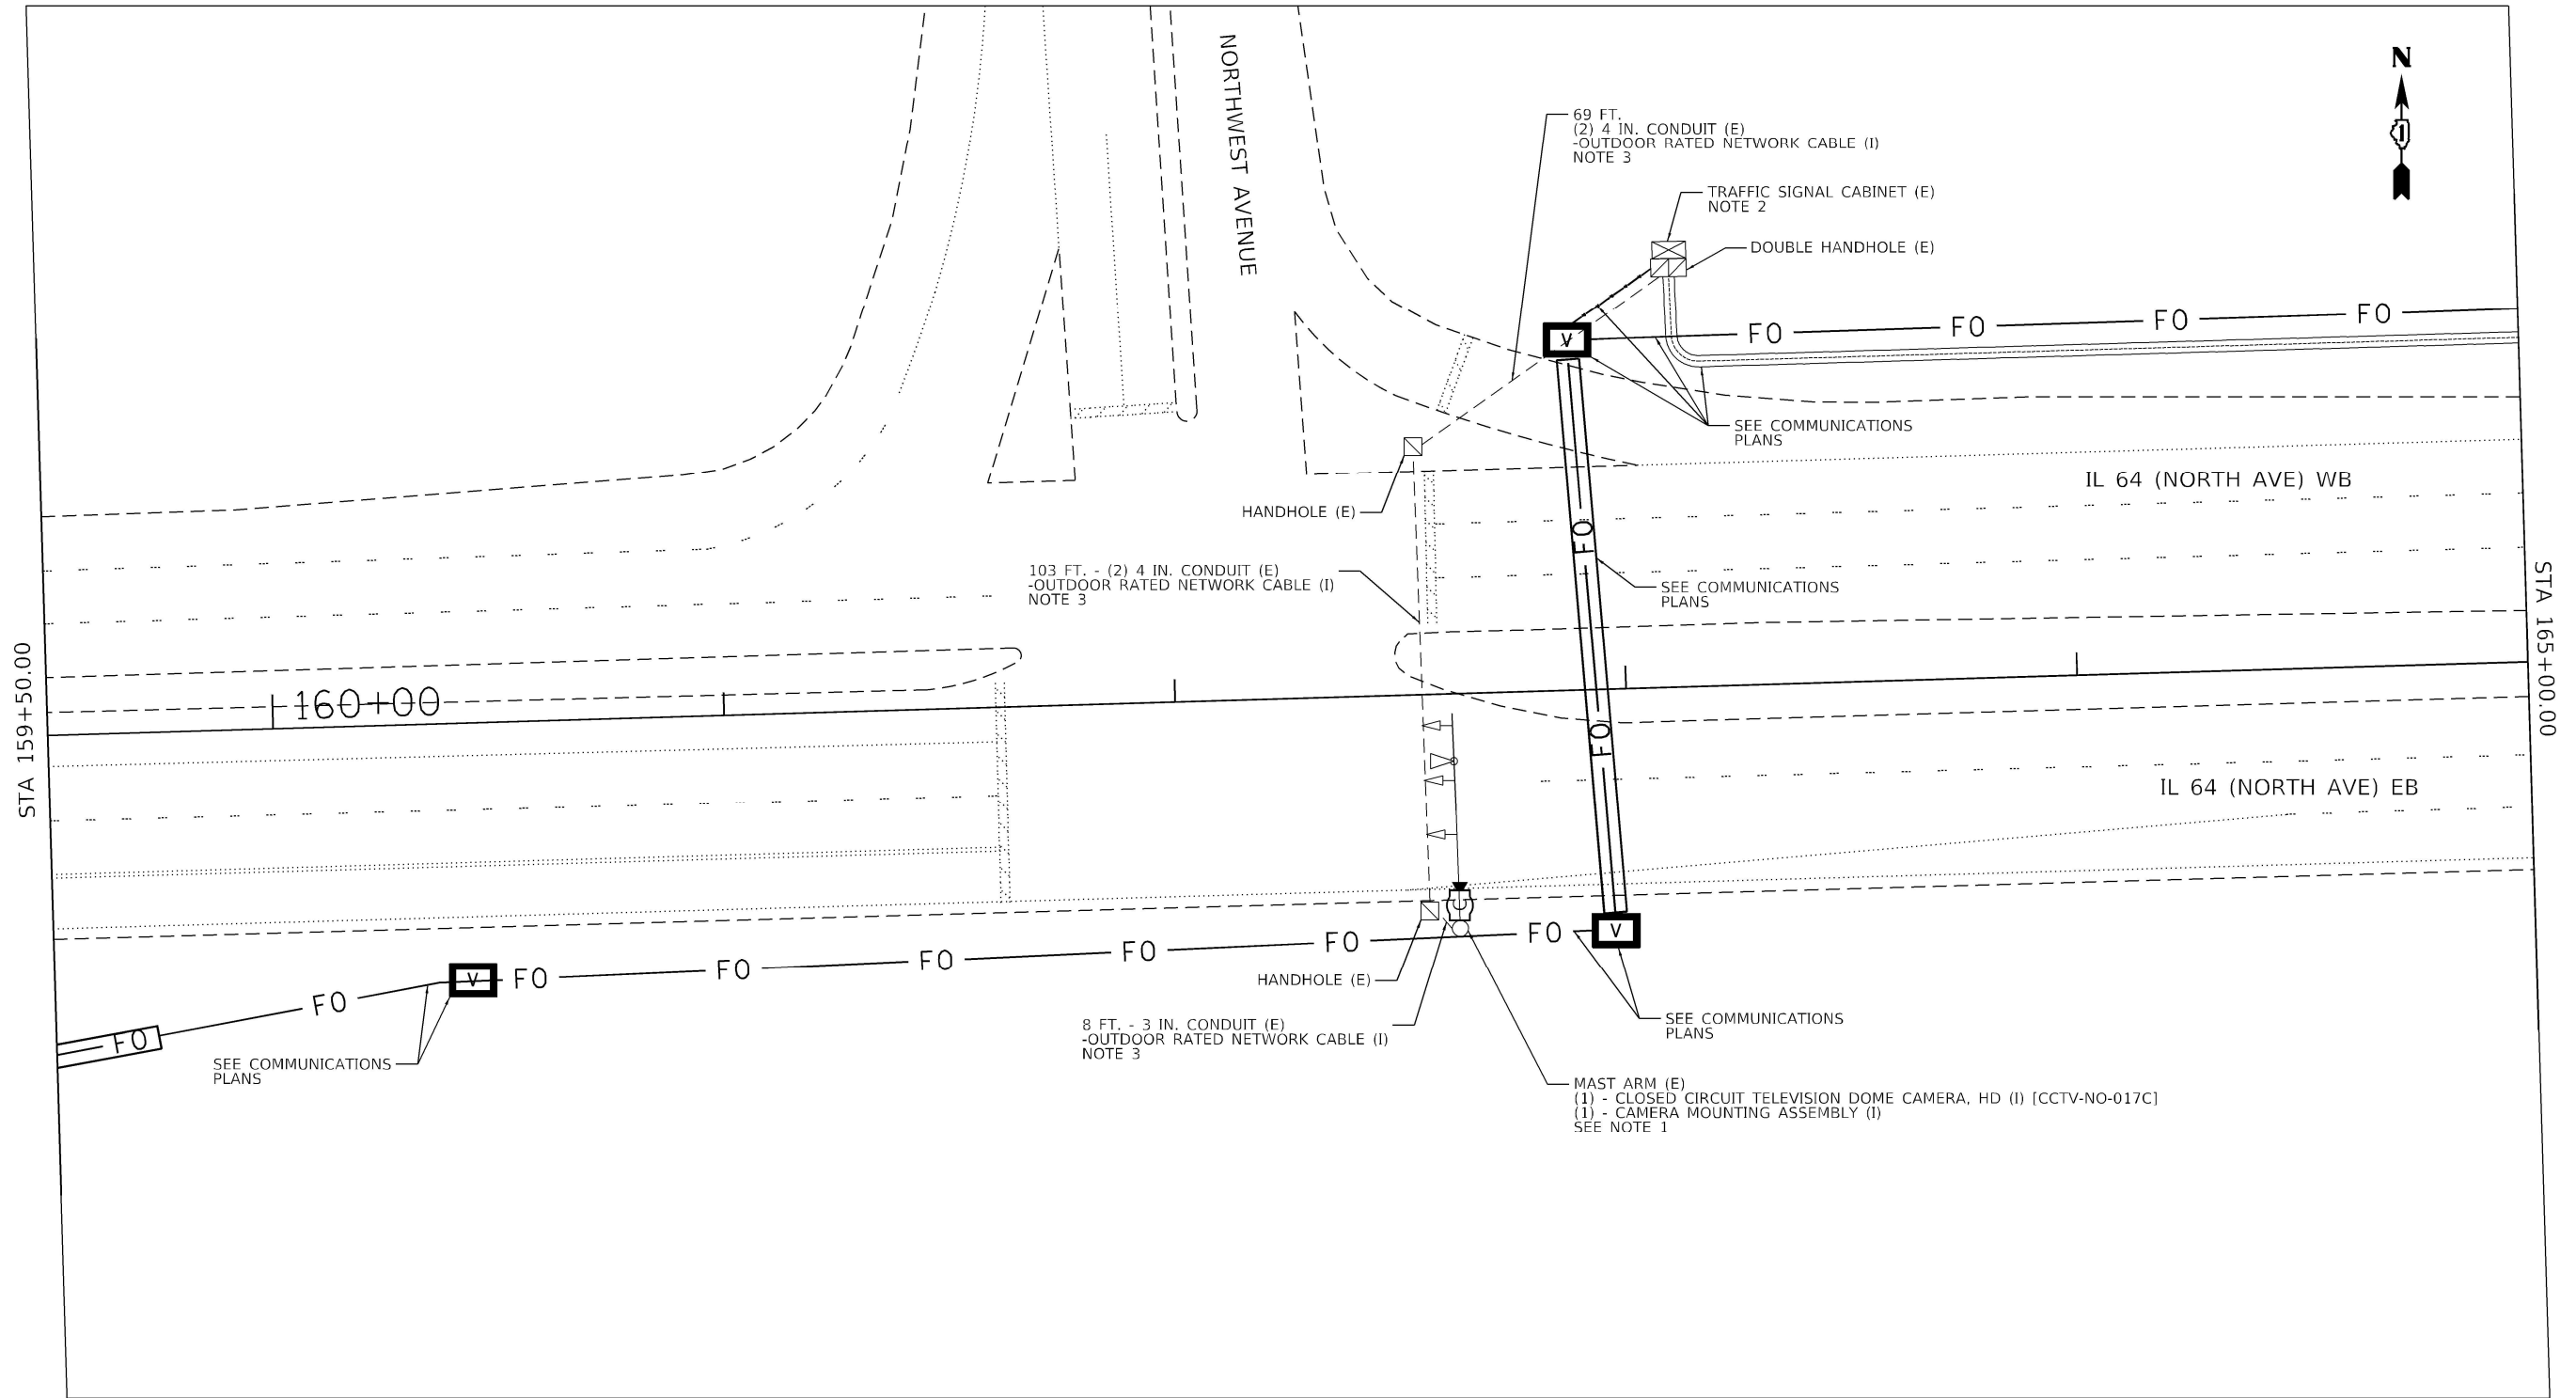 N
1
NORTHWEST AVENUE
69 FT.
(2) 4 IN. CONDUIT (E)
-OUTDOOR RATED NETWORK CABLE (I)
NOTE 3
TRAFFIC SIGNAL CABINET (E)
NOTE 2
DOUBLE HANDHOLE (E)
V
FO
FO
FO
FO
SEE COMMUNICATIONS
PLANS
HANDHOLE (E)
IL 64 (NORTH AVE) WB
FO
103 FT. - (2) 4 IN. CONDUIT (E)
-OUTDOOR RATED NETWORK CABLE (I)
NOTE 3
SEE COMMUNICATIONS
PLANS
STA 159+50.00
STA 165+00.00
160+00
FO
IL 64 (NORTH AVE) EB
V
FO
FO
FO
FO
FO
FO
V
FO
FO
HANDHOLE (E)
8 FT. - 3 IN. CONDUIT (E)
-OUTDOOR RATED NETWORK CABLE (I)
NOTE 3
SEE COMMUNICATIONS
PLANS
SEE COMMUNICATIONS
PLANS
MAST ARM (E)
(1) - CLOSED CIRCUIT TELEVISION DOME CAMERA, HD (I) [CCTV-NO-017C]
(1) - CAMERA MOUNTING ASSEMBLY (I)
SEE NOTE 1